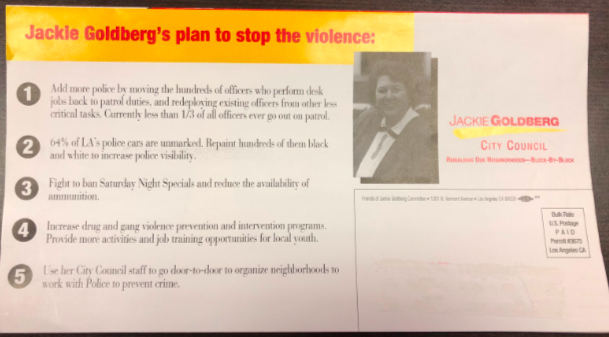 Jackie Goldberg's plan to stop the violence:
1 Add more police by moving the hundreds of officers who perform desk
jobs back to patrol duties, and redeploying existing officers from other less
critical tasks. Currently less than 1/3 of all officers ever go out on patrol.
2 64% of LA's police cars are unmarked. Repaint hundreds of them black
and white to increase police visibility.
3 Fight to ban Saturday Night Specials and reduce the availability of
ammunition.
4 Increase drug and gang violence prevention and intervention programs.
Provide more activities and job training opportunities for local youth.
5 Use her City Council staff to go door-to-door to organize neighborhoods to
work with Police to prevent crime.
JACKIE GOLDBERG
CITY COUNCIL
REBUILDING OUR NEIGHBORHOODS—BLOCK-BY-BLOCK
Friends of Jackie Goldberg Committee • Vermont Avenue • Los Angeles CA
Bulk Rate
U.S. Postage
PAID
Permit
Los Angeles CA